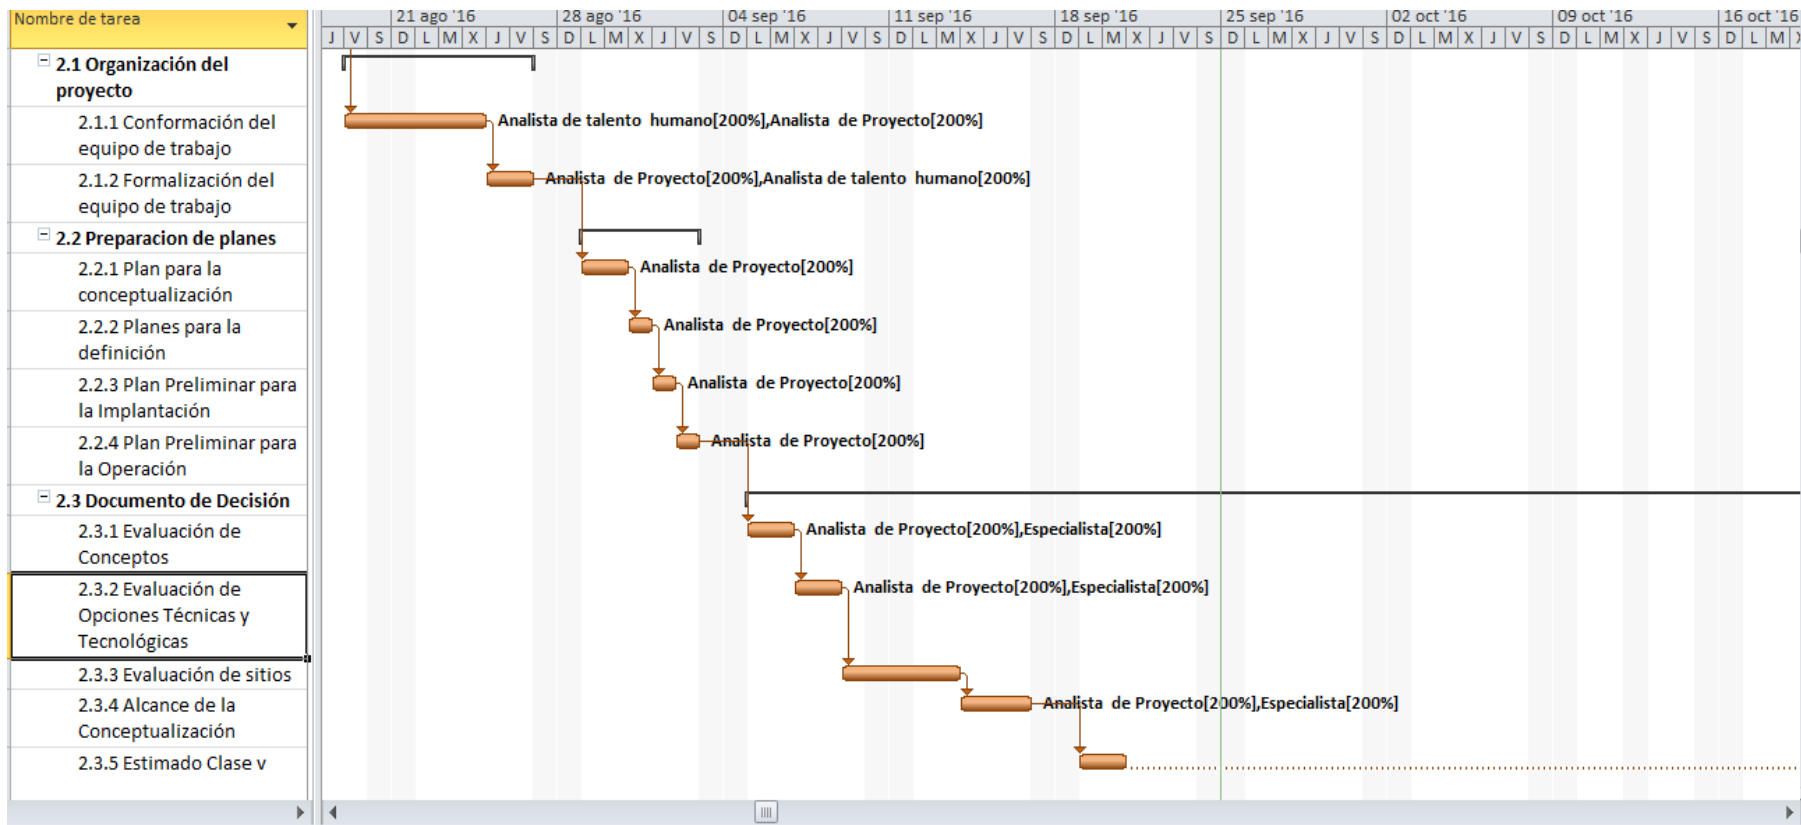 Nombre de tarea
21 ago '16 28 ago '16 04 sep '16 11 sep '16 18 sep '16 25 sep '16 02 oct '16 09 oct '16 16 oct '16
J V S D L M X J V S D L M X J V S D L M X J V S D L M X J V S D L M X J V S D L M X J V S D L M X J V S D L M X J V S D L M X
2.1 Organización del
proyecto
2.1.1 Conformación del
equipo de trabajo
Analista de talento humano[200%],Analista de Proyecto[200%]
2.1.2 Formalización del
equipo de trabajo
Analista de Proyecto[200%],Analista de talento humano[200%]
2.2 Preparacion de planes
2.2.1 Plan para la
conceptualización
Analista de Proyecto[200%]
2.2.2 Planes para la
definición
Analista de Proyecto[200%]
2.2.3 Plan Preliminar para
la Implantación
Analista de Proyecto[200%]
2.2.4 Plan Preliminar para
la Operación
Analista de Proyecto[200%]
2.3 Documento de Decisión
2.3.1 Evaluación de
Conceptos
Analista de Proyecto[200%],Especialista[200%]
2.3.2 Evaluación de
Opciones Técnicas y
Tecnológicas
Analista de Proyecto[200%],Especialista[200%]
2.3.3 Evaluación de sitios
2.3.4 Alcance de la
Conceptualización
Analista de Proyecto[200%],Especialista[200%]
2.3.5 Estimado Clase v